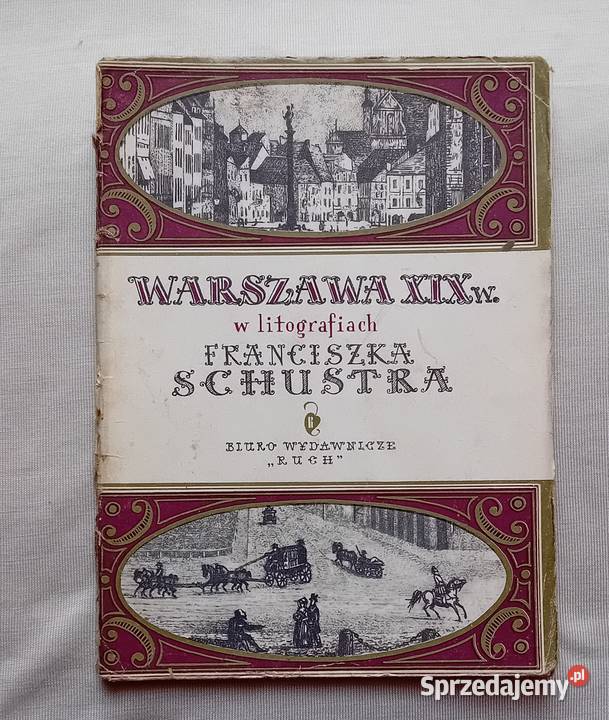 WARSZAWA XIX w.
w litografiach
FRANCISZKA
SCHUSTRA
R
BIURO WYDAWNICZE
„RUCH”
Sprzedajemy.pl